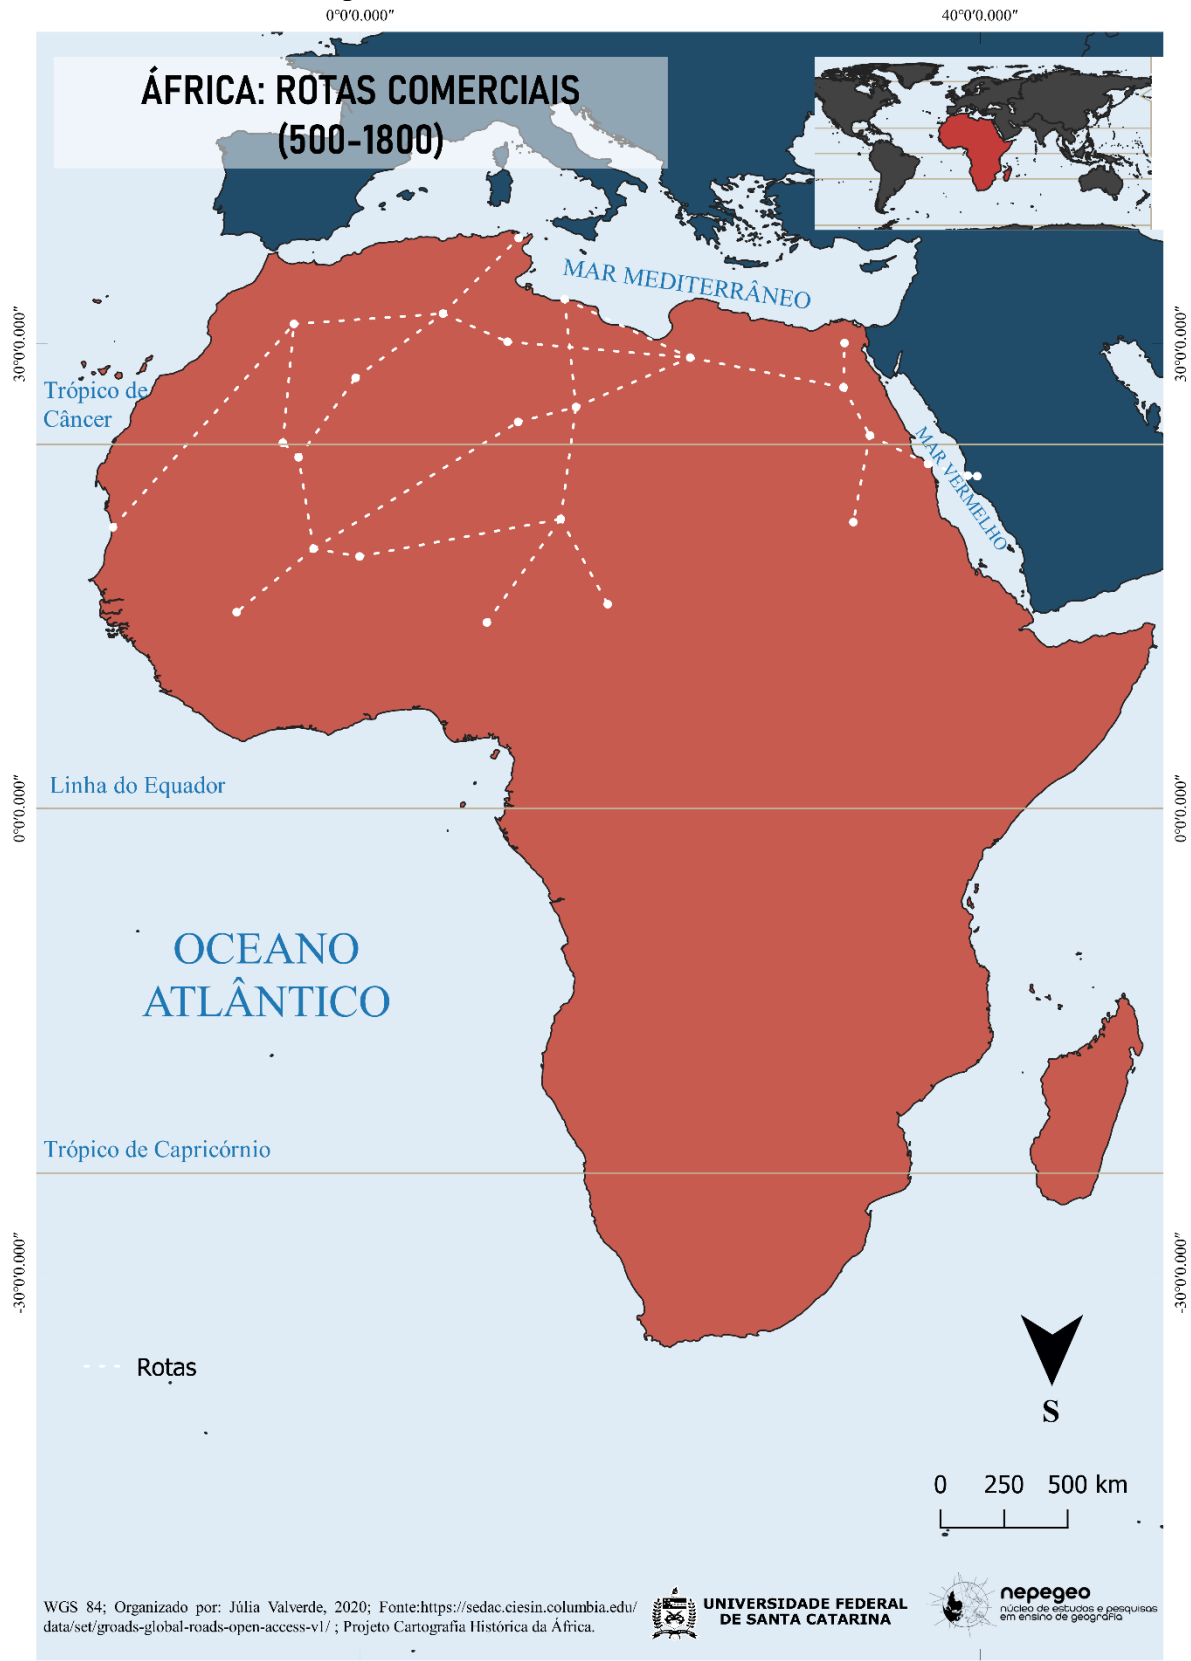 0°0′0.000″
40°0′0.000″
ÁFRICA: ROTAS COMERCIAIS
(500-1800)
MAR MEDITERRÂNEO
30°0′0.000″
30°0′0.000″
Trópico de
Câncer
MAR VERMELHO
Linha do Equador
0°0′0.000″
0°0′0.000″
OCEANO
ATLÂNTICO
Trópico de Capricórnio
-30°0′0.000″
-30°0′0.000″
Rotas
S
0 250 500 km
WGS 84; Organizado por: Júlia Valverde, 2020; Fonte:https://sedac.ciesin.columbia.edu/
data/set/groads-global-roads-open-access-v1/ ; Projeto Cartografia Histórica da África.
UNIVERSIDADE FEDERAL
DE SANTA CATARINA
nepegeo
núcleo de estudos e pesquisas
em ensino de geografia